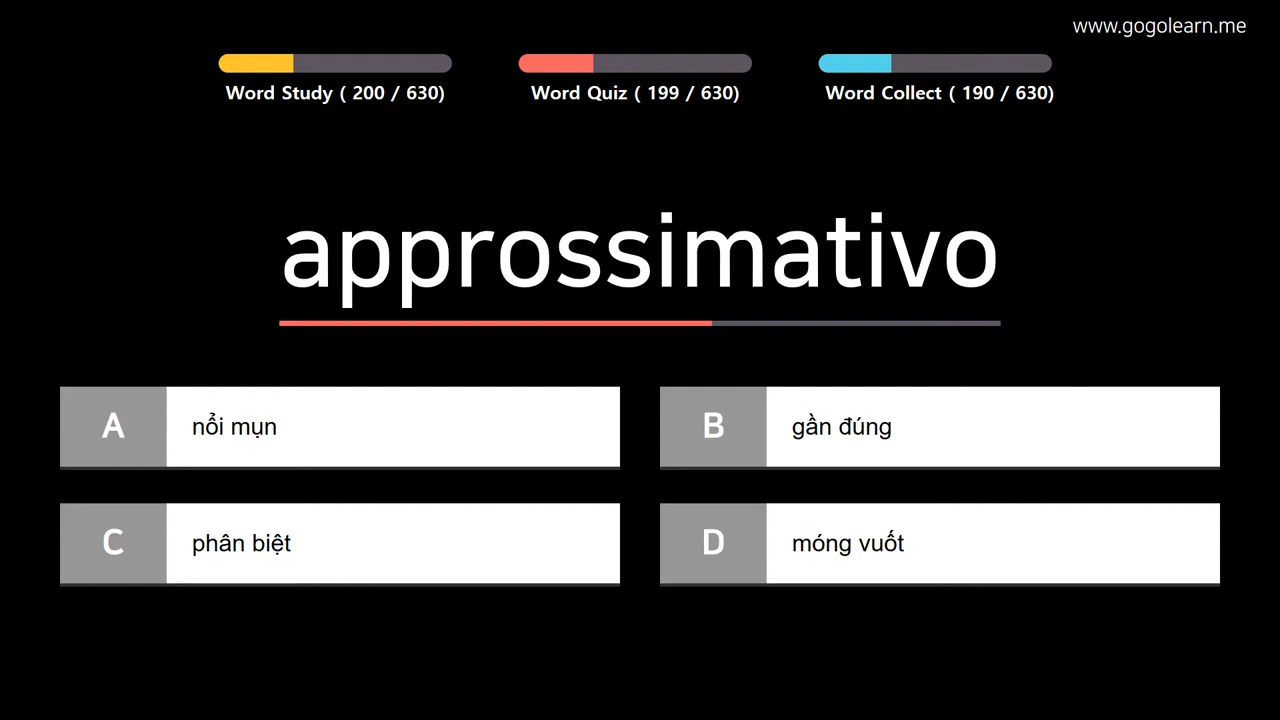 www.gogolearn.me
Word Study ( 200 / 630)
Word Quiz ( 199 / 630)
Word Collect ( 190 / 630)
approssimativo
A nổi mụn
B gần đúng
C phân biệt
D móng vuốt